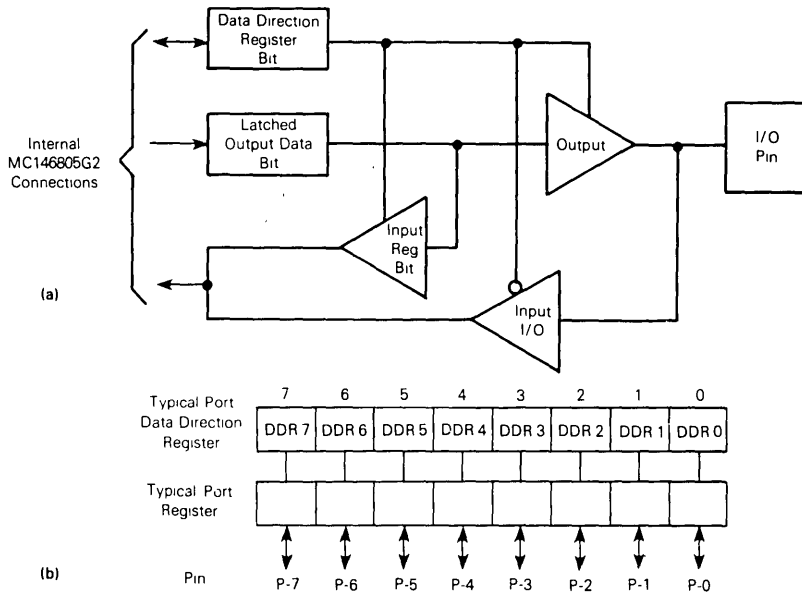 Data Direction
Register
Bit
Internal
MC146805G2
Connections
Latched
Output Data
Bit
Output
I/O
Pin
Input
Reg
Bit
Input
I/O
(a)
7 6 5 4 3 2 1 0
Typical Port
Data Direction
Register
DDR 7 DDR 6 DDR 5 DDR 4 DDR 3 DDR 2 DDR 1 DDR 0
Typical Port
Register
(b)
Pin P-7 P-6 P-5 P-4 P-3 P-2 P-1 P-0